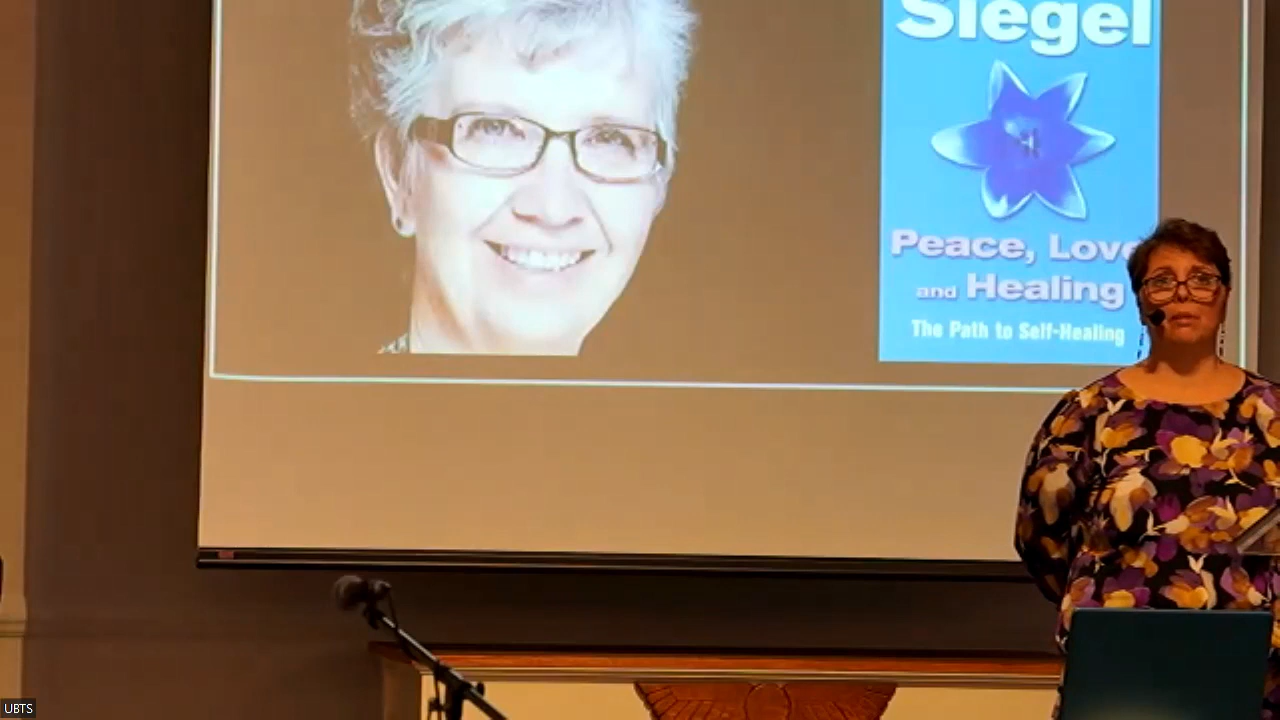 Siegel
Peace, Love
and Healing
The Path to Self-Healing
UBTS